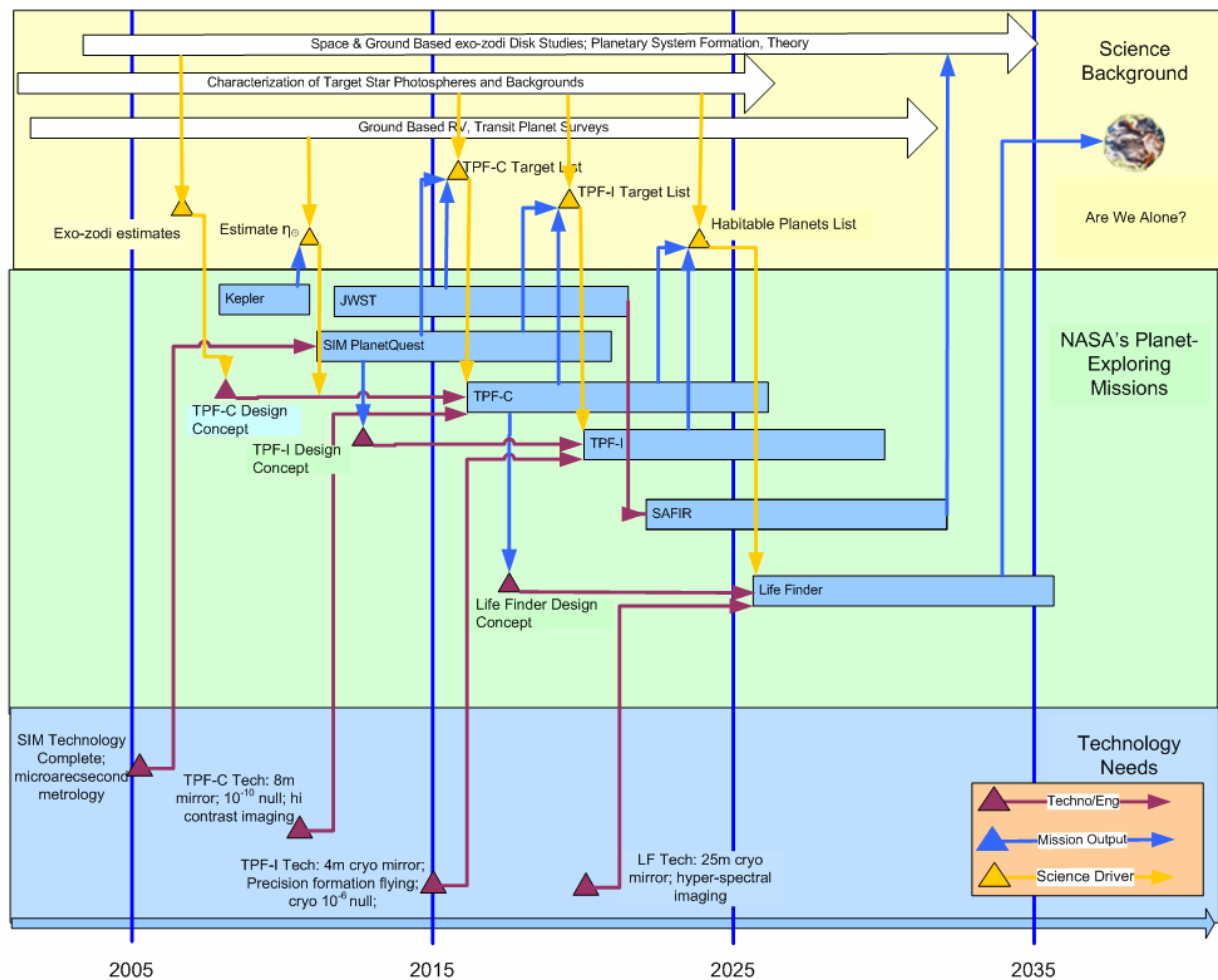 Space & Ground Based exo-zodi Disk Studies; Planetary System Formation, Theory
Science
Background
Characterization of Target Star Photospheres and Backgrounds
Ground Based RV, Transit Planet Surveys
TPF-C Target List
TPF-I Target List
Exo-zodi estimates
Estimate η⊙
Habitable Planets List
Are We Alone?
Kepler
JWST
SIM PlanetQuest
NASA's Planet-
Exploring
Missions
TPF-C
TPF-C Design
Concept
TPF-I Design
Concept
TPF-I
SAFIR
Life Finder
Life Finder Design
Concept
SIM Technology
Complete;
microarecsecond
metrology
TPF-C Tech: 8m
mirror; 10⁻¹⁰ null; hi
contrast imaging
TPF-I Tech: 4m cryo mirror;
Precision formation flying;
cryo 10⁻⁶ null;
LF Tech: 25m cryo
mirror; hyper-spectral
imaging
Technology
Needs
Techno/Eng
Mission Output
Science Driver
2005
2015
2025
2035